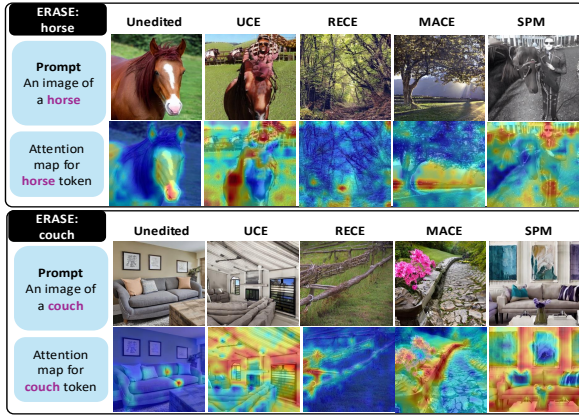 ERASE:
horse
Unedited
UCE
RECE
MACE
SPM
Prompt
An image of
a horse
Attention
map for
horse token
ERASE:
couch
Unedited
UCE
RECE
MACE
SPM
Prompt
An image of
a couch
Attention
map for
couch token